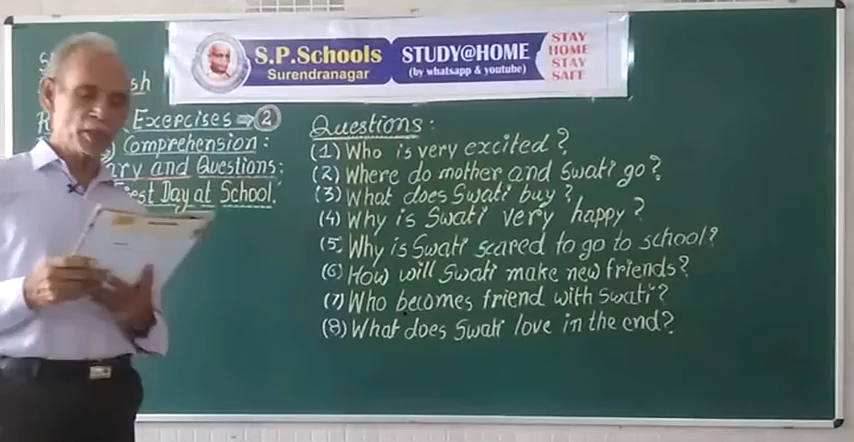 S.P.Schools
Surendranagar
STUDY@HOME
(by whatsapp & youtube)
STAY
HOME
STAY
SAFE
Exercises ⇒ 2
Comprehension:
and Questions:
First Day at School.
Questions:
(1) Who is very excited?
(2) Where do mother and Swati go?
(3) What does Swati buy?
(4) Why is Swati very happy?
(5) Why is Swati scared to go to school?
(6) How will Swati make new friends?
(7) Who becomes friend with Swati?
(8) What does Swati love in the end?